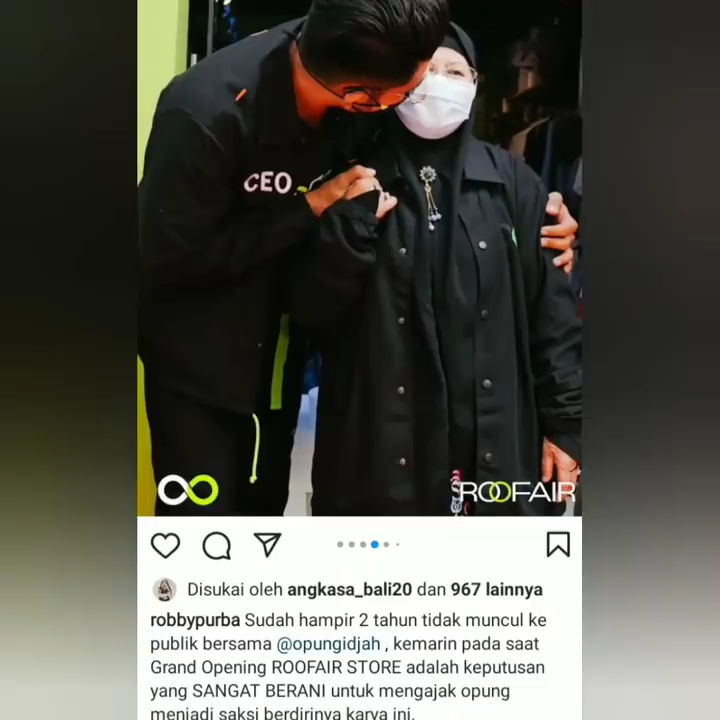 CEO
ROOFAIR
Disukai oleh angkasa_bali20 dan 967 lainnya
robbypurba Sudah hampir 2 tahun tidak muncul ke
publik bersama @opungidjah , kemarin pada saat
Grand Opening ROOFAIR STORE adalah keputusan
yang SANGAT BERANI untuk mengajak opung
menjadi saksi berdirinya karya ini.